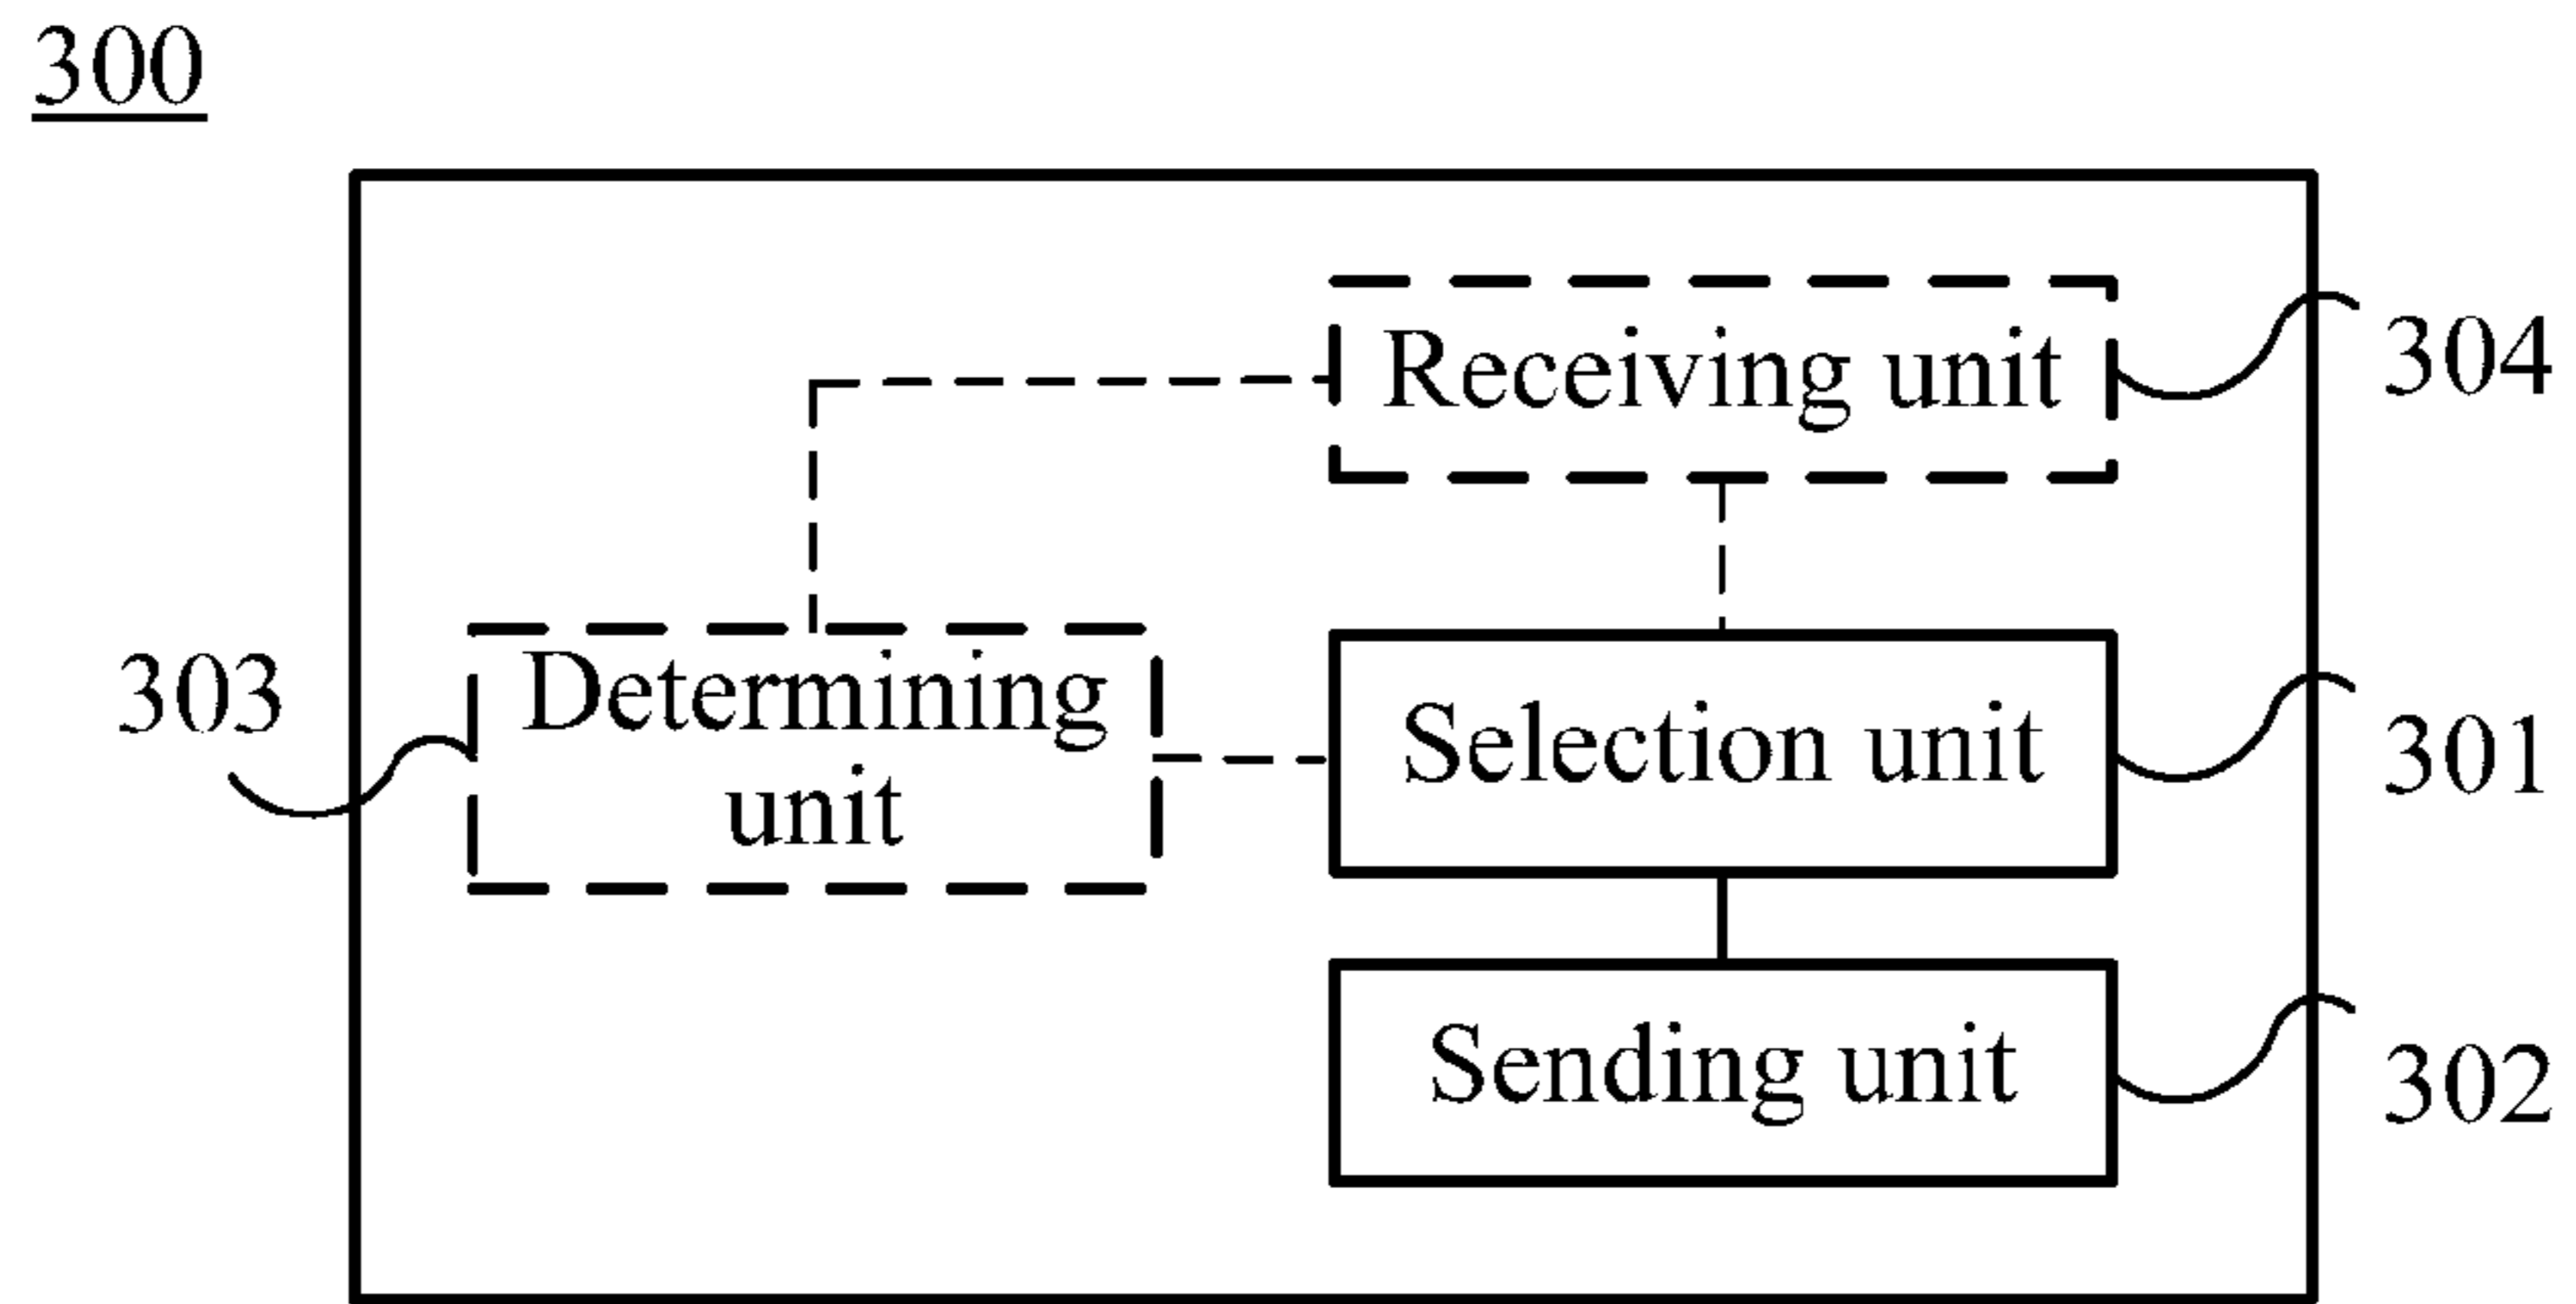 300
Receiving unit
304
303
Determining
unit
Selection unit
301
Sending unit
302